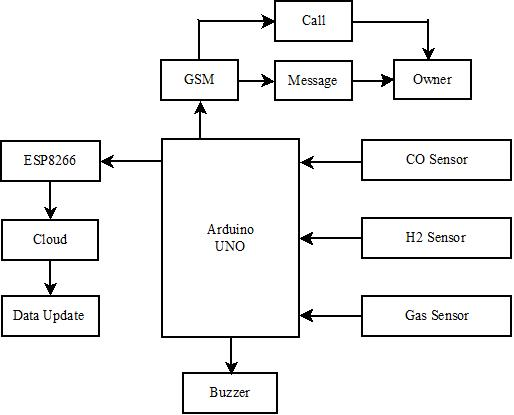 Call
GSM
Message
Owner
ESP8266
CO Sensor
Arduino
UNO
Cloud
H2 Sensor
Data Update
Gas Sensor
Buzzer